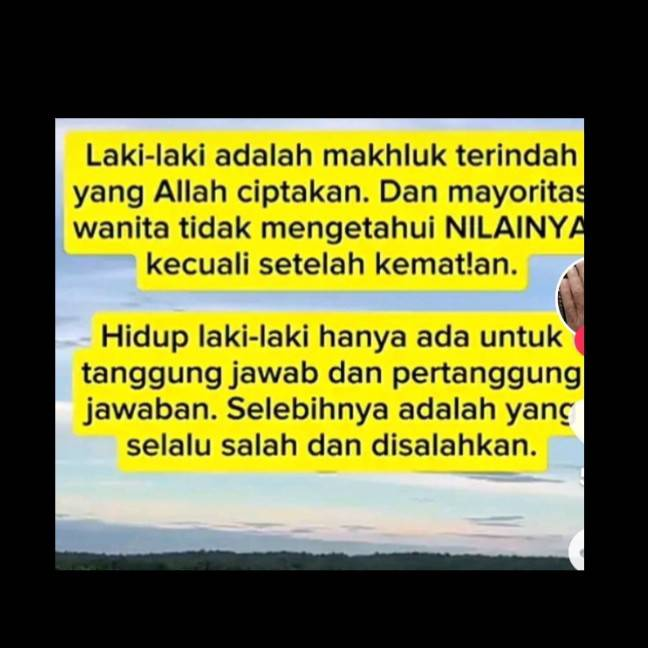 Laki-laki adalah makhluk terindah
yang Allah ciptakan. Dan mayoritas
wanita tidak mengetahui NILAINYA
kecuali setelah kemat!an.
Hidup laki-laki hanya ada untuk
tanggung jawab dan pertanggung
jawaban. Selebihnya adalah yang
selalu salah dan disalahkan.